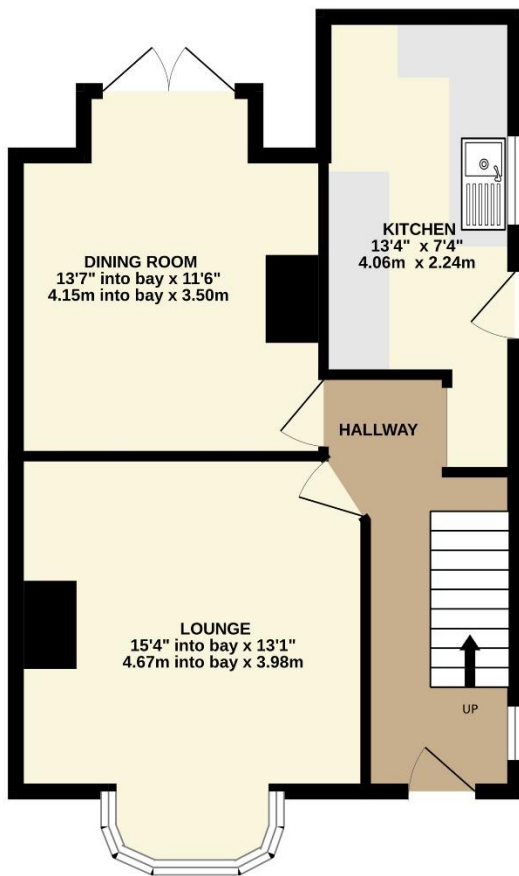 KITCHEN
13'4" x 7'4"
4.06m x 2.24m
DINING ROOM
13'7" into bay x 11'6"
4.15m into bay x 3.50m
HALLWAY
LOUNGE
15'4" into bay x 13'1"
4.67m into bay x 3.98m
UP